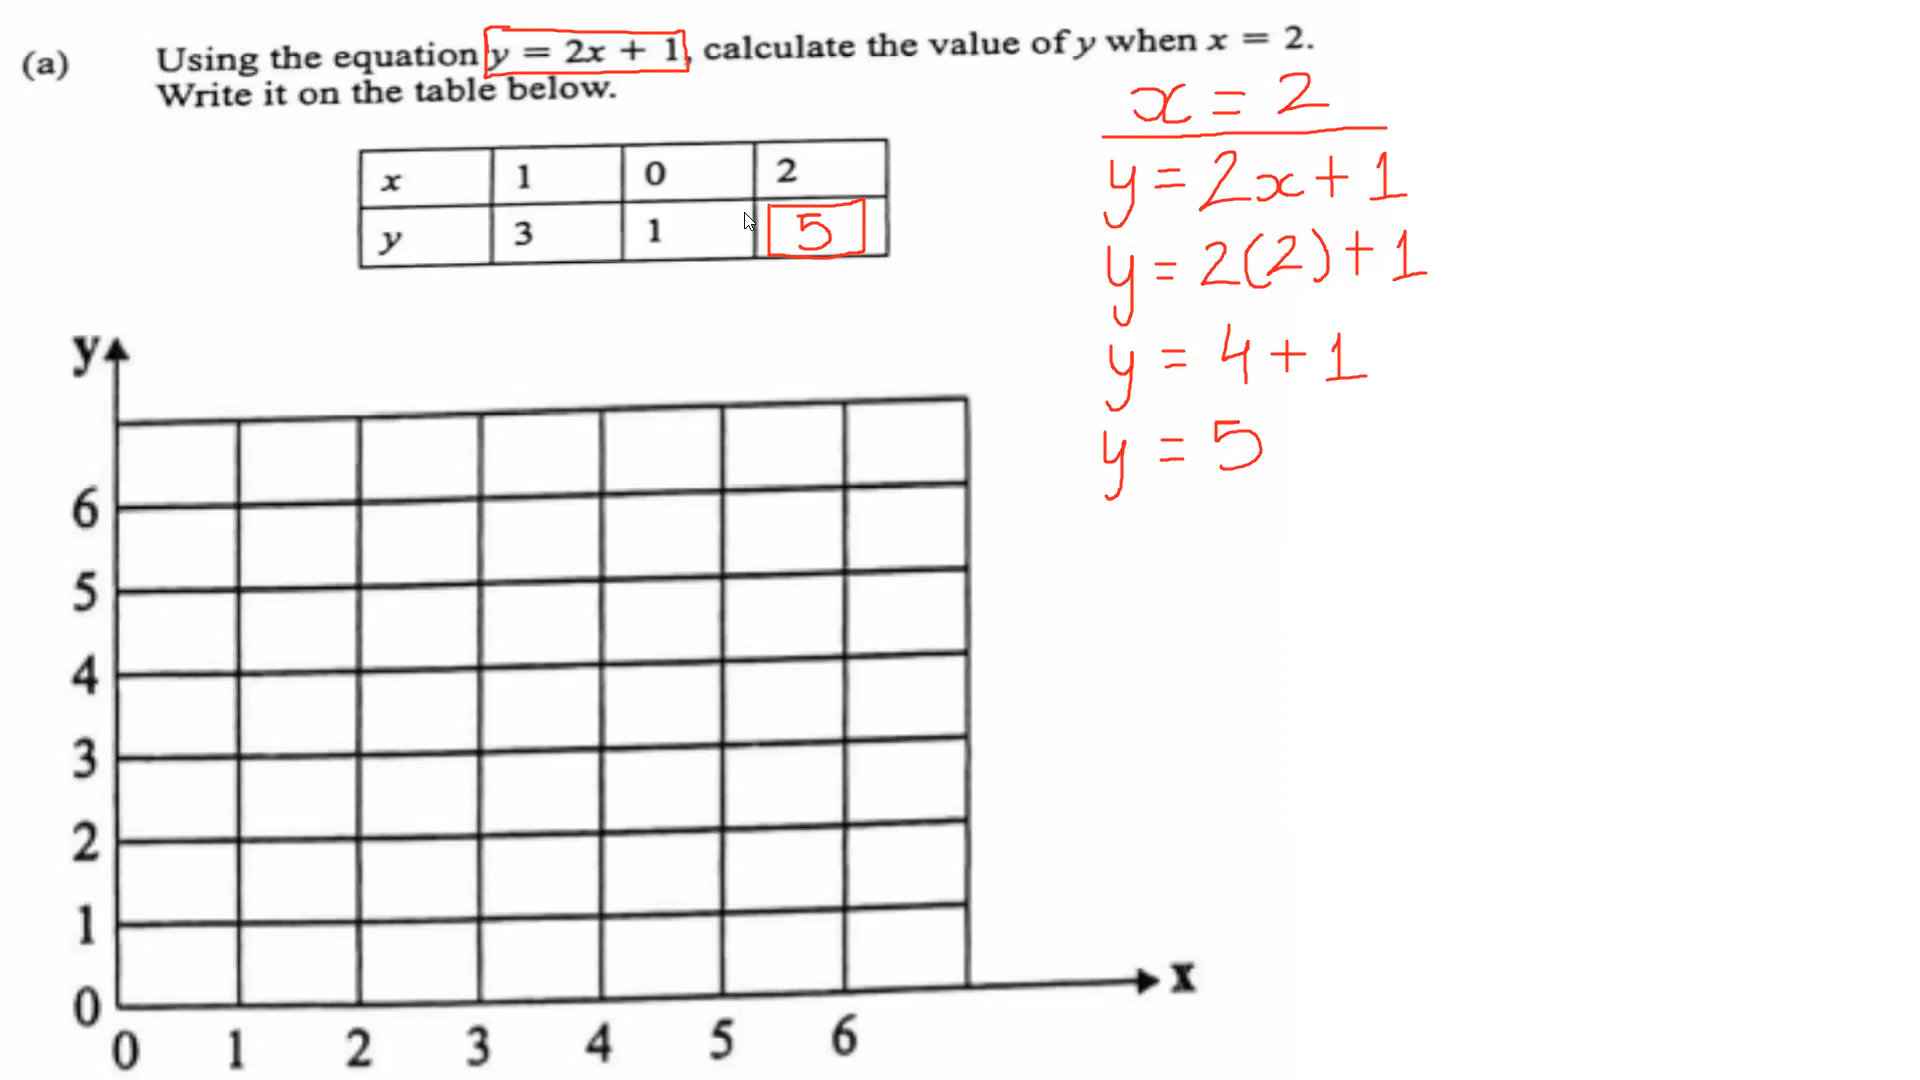 (a) Using the equation y = 2x + 1, calculate the value of y when x = 2.
Write it on the table below.
x 1 0 2
y 3 1 5
x = 2
y = 2x + 1
y = 2(2) + 1
y = 4 + 1
y = 5
y
6
5
4
3
2
1
0
x
0 1 2 3 4 5 6